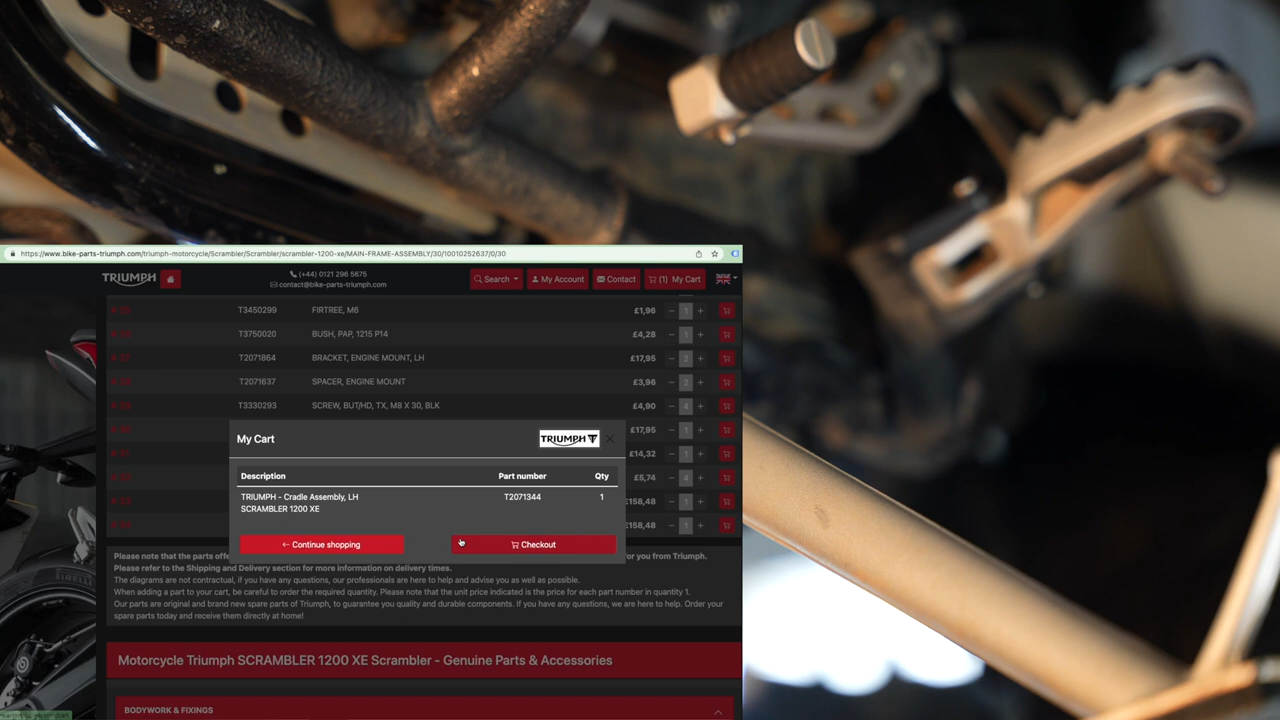 https://www.bike-parts-triumph.com/triumph-motorcycle/Scrambler/Scrambler/scrambler-1200-xe/MAIN-FRAME-ASSEMBLY/30/10010252637/0/30
TRIUMPH
(+44) 0121 296 5675
contact@bike-parts-triumph.com
Search
My Account
Contact
(1) My Cart
T3450299 FIRTREE, M6 £1,96 1
T3750020 BUSH, PAP, 1215 P14 £4,28 1
T2071864 BRACKET, ENGINE MOUNT, LH £17,95 2
T2071637 SPACER, ENGINE MOUNT £3,96 2
T3330293 SCREW, BUT/HD, TX, M8 X 30, BLK £4,90 4
£17,95 1
£14,32 1
£5,74 4
£158,48 1
£158,48 1
My Cart
TRIUMPH
Description Part number Qty
TRIUMPH - Cradle Assembly, LH T2071344 1
SCRAMBLER 1200 XE
← Continue shopping
Checkout
Please note that the parts offe
for you from Triumph.
Please refer to the Shipping and Delivery section for more information on delivery times.
The diagrams are not contractual, if you have any questions, our professionals are here to help and advise you as well as possible.
When adding a part to your cart, be careful to order the required quantity. Please note that the unit price indicated is the price for each part number in quantity 1.
Our parts are original and brand new spare parts of Triumph, to guarantee you quality and durable components. If you have any questions, we are here to help. Order your
spare parts today and receive them directly at home!
Motorcycle Triumph SCRAMBLER 1200 XE Scrambler - Genuine Parts & Accessories
BODYWORK & FIXINGS
PIRELLI